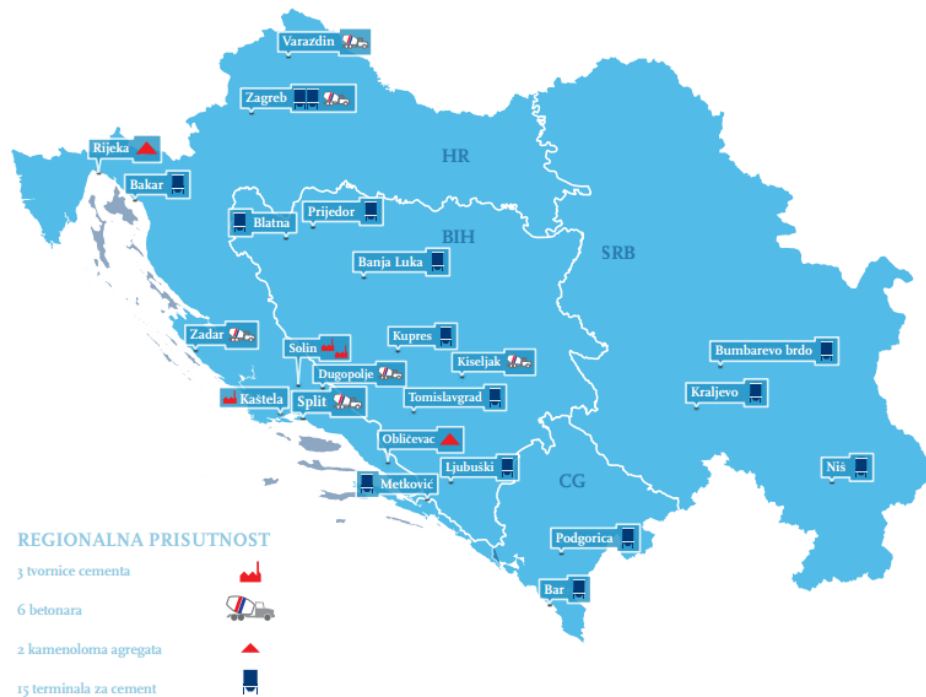 Varazdin
Zagreb
Rijeka
Bakar
HR
Blatna
Prijedor
BIH
SRB
Banja Luka
Zadar
Solin
Kupres
Bumbarevo brdo
Dugopolje
Kiseljak
Kaštela
Split
Tomislavgrad
Kraljevo
Obličevac
Ljubuški
Metković
CG
Niš
Podgorica
Bar
REGIONALNA PRISUTNOST
3 tvornice cementa
6 betonara
2 kamenoloma agregata
15 terminala za cement